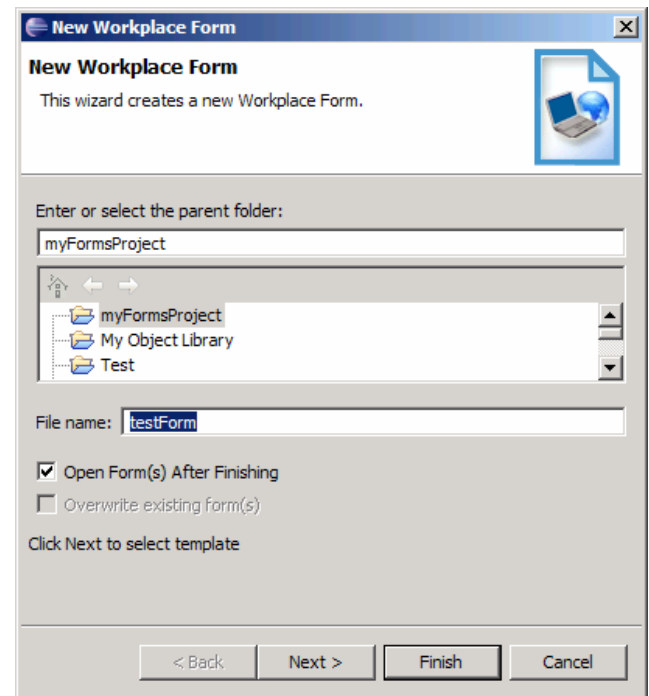 New Workplace Form
New Workplace Form
This wizard creates a new Workplace Form.
Enter or select the parent folder:
myFormsProject
myFormsProject
My Object Library
Test
File name: testForm
Open Form(s) After Finishing
Overwrite existing form(s)
Click Next to select template
< Back Next > Finish Cancel